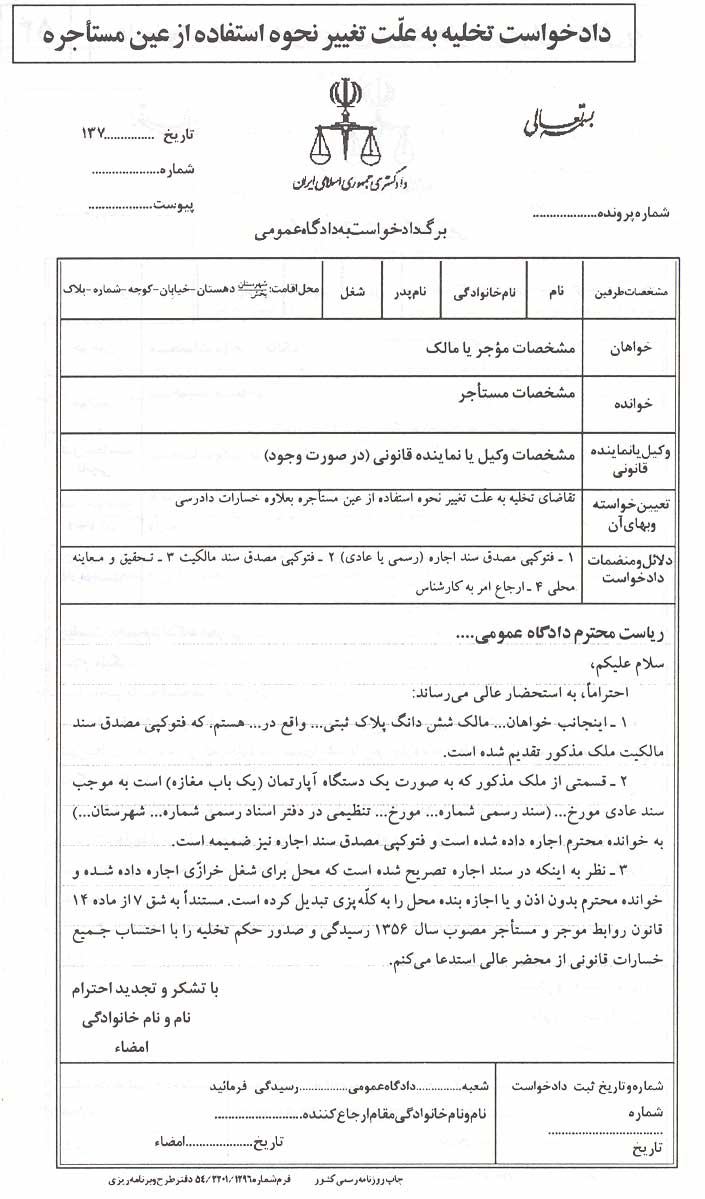 دادخواست تخلیه به علّت تغییر نحوه استفاده از عین مستأجره
بسمه تعالی
تاریخ ...............۱۳۷
شماره....................
پیوست...................
دادگستری جمهوری اسلامی ایران
شماره پرونده...................
برگ دادخواست به دادگاه عمومی
مشخصات طرفین
نام
نام خانوادگی
نام پدر
شغل
محل اقامت: شهرستان بخش دهستان-خیابان-کوچه-شماره-پلاک
خواهان
مشخصات مؤجر یا مالک
خوانده
مشخصات مستأجر
وکیل یا نماینده قانونی
مشخصات وکیل یا نماینده قانونی (در صورت وجود)
تعیین خواسته وبهای آن
تقاضای تخلیه به علّت تغییر نحوه استفاده از عین مستأجره بعلاوه خسارات دادرسی
دلائل و منضمات دادخواست
۱ ـ فتوکپی مصدق سند اجاره (رسمی یا عادی) ۲ ـ فتوکپی مصدق سند مالکیت ۳ ـ تحقیق و معاینه
محلی ۴ ـ ارجاع امر به کارشناس
ریاست محترم دادگاه عمومی....
سلام علیکم،
احتراماً، به استحضار عالی می‌رساند:
۱ ـ اینجانب خواهان... مالک شش دانگ پلاک ثبتی... واقع در... هستم. که فتوکپی مصدق سند
مالکیت ملک مذکور تقدیم شده است.
۲ ـ قسمتی از ملک مذکور که به صورت یک دستگاه آپارتمان (یک باب مغازه) است به موجب
سند عادی مورخ... (سند رسمی شماره... مورخ... تنظیمی در دفتر اسناد رسمی شماره... شهرستان...)
به خوانده محترم اجاره داده شده است و فتوکپی مصدق سند اجاره نیز ضمیمه است.
۳ ـ نظر به اینکه در سند اجاره تصریح شده است که محل برای شغل خرازّی اجاره داده شده و
خوانده محترم بدون اذن و یا اجازه بنده محل را به کلّه‌پزی تبدیل کرده است. مستنداً به شق ۷ از ماده ۱۴
قانون روابط موجر و مستأجر مصوب سال ۱۳۵۶ رسیدگی و صدور حکم تخلیه را با احتساب جمیع
خسارات قانونی از محضر عالی استدعا می‌کنم.
با تشکر و تجدید احترام
نام و نام خانوادگی
امضاء
شماره و تاریخ ثبت دادخواست
شماره
................................
تاریخ
شعبه..............دادگاه عمومی...............رسیدگی فرمائید
نام و نام خانوادگی مقام ارجاع کننده..........................
تاریخ....................امضاء
چاپ روزنامه رسمی کشور فرم شماره ۵۴/۳۳۰۱/۱۲۹۶ دفتر طرح و برنامه ریزی